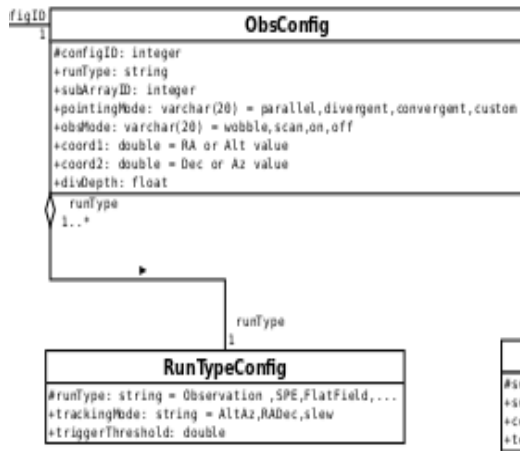 figID
1
ObsConfig
#configID: integer
+runType: string
+subArrayID: integer
+pointingMode: varchar(20) = parallel,divergent,convergent,custom
+obsMode: varchar(20) = wobble,scan,on,off
+coord1: double = RA or Alt value
+coord2: double = Dec or Az value
+divDepth: float
runType
1..*
runType
1
RunTypeConfig
#runType: string = Observation ,SPE,FlatField,...
+trackingMode: string = AltAz,RADec,slew
+triggerThreshold: double